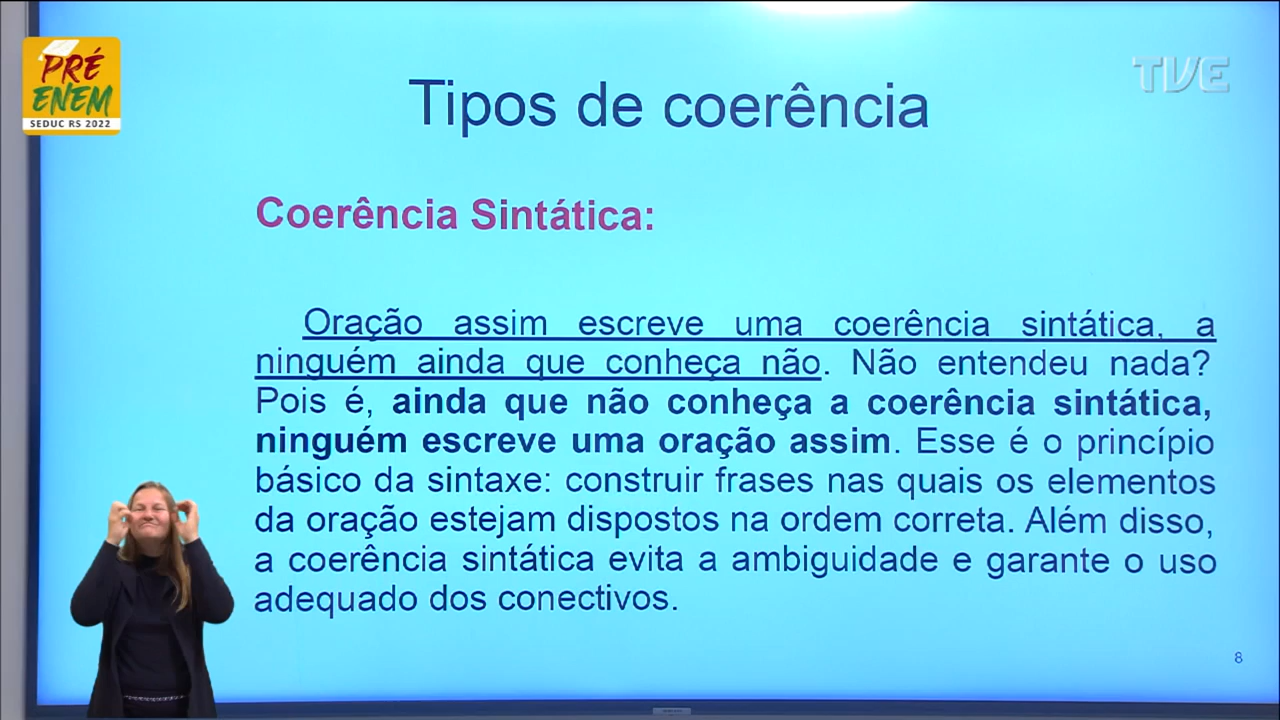 PRÉ
ENEM
SEDUC RS 2022
TVE
Tipos de coerência
Coerência Sintática:
Oração assim escreve uma coerência sintática, a
ninguém ainda que conheça não. Não entendeu nada?
Pois é, ainda que não conheça a coerência sintática,
ninguém escreve uma oração assim. Esse é o princípio
básico da sintaxe: construir frases nas quais os elementos
da oração estejam dispostos na ordem correta. Além disso,
a coerência sintática evita a ambiguidade e garante o uso
adequado dos conectivos.
8